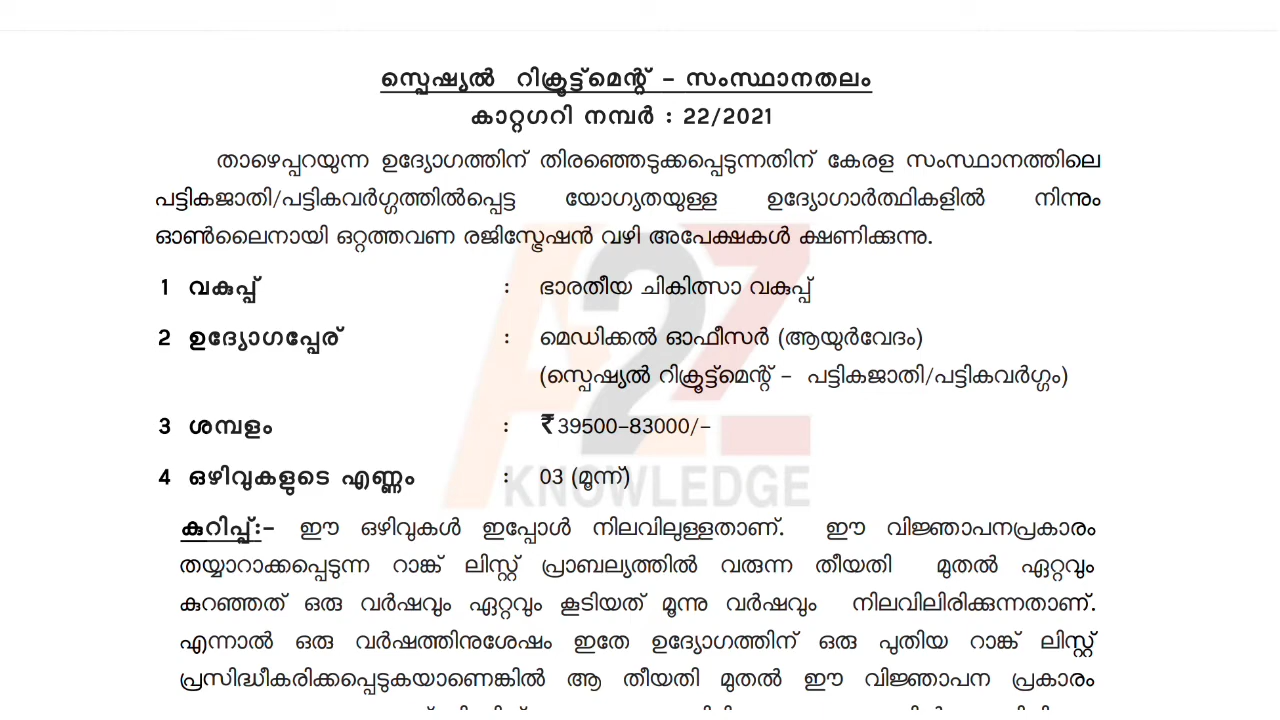 സ്പെഷ്യൽ റിക്രൂട്ട്മെന്റ് – സംസ്ഥാനതലം
കാറ്റഗറി നമ്പർ : 22/2021
താഴെപ്പറയുന്ന ഉദ്യോഗത്തിന് തിരഞ്ഞെടുക്കപ്പെടുന്നതിന് കേരള സംസ്ഥാനത്തിലെ
പട്ടികജാതി/പട്ടികവർഗ്ഗത്തിൽപ്പെട്ട യോഗ്യതയുള്ള ഉദ്യോഗാർത്ഥികളിൽ നിന്നും
ഓൺലൈനായി ഒറ്റത്തവണ രജിസ്ട്രേഷൻ വഴി അപേക്ഷകൾ ക്ഷണിക്കുന്നു.
1 വകുപ്പ് : ഭാരതീയ ചികിത്സാ വകുപ്പ്
2 ഉദ്യോഗപ്പേര് : മെഡിക്കൽ ഓഫീസർ (ആയുർവേദം)
(സ്പെഷ്യൽ റിക്രൂട്ട്മെന്റ് – പട്ടികജാതി/പട്ടികവർഗ്ഗം)
3 ശമ്പളം : ₹39500–83000/–
4 ഒഴിവുകളുടെ എണ്ണം : 03 (മൂന്ന്)
A2Z
KNOWLEDGE
കുറിപ്പ്:– ഈ ഒഴിവുകൾ ഇപ്പോൾ നിലവിലുള്ളതാണ്. ഈ വിജ്ഞാപനപ്രകാരം
തയ്യാറാക്കപ്പെടുന്ന റാങ്ക് ലിസ്റ്റ് പ്രാബല്യത്തിൽ വരുന്ന തീയതി മുതൽ ഏറ്റവും
കുറഞ്ഞത് ഒരു വർഷവും ഏറ്റവും കൂടിയത് മൂന്നു വർഷവും നിലവിലിരിക്കുന്നതാണ്.
എന്നാൽ ഒരു വർഷത്തിനുശേഷം ഇതേ ഉദ്യോഗത്തിന് ഒരു പുതിയ റാങ്ക് ലിസ്റ്റ്
പ്രസിദ്ധീകരിക്കപ്പെടുകയാണെങ്കിൽ ആ തീയതി മുതൽ ഈ വിജ്ഞാപന പ്രകാരം